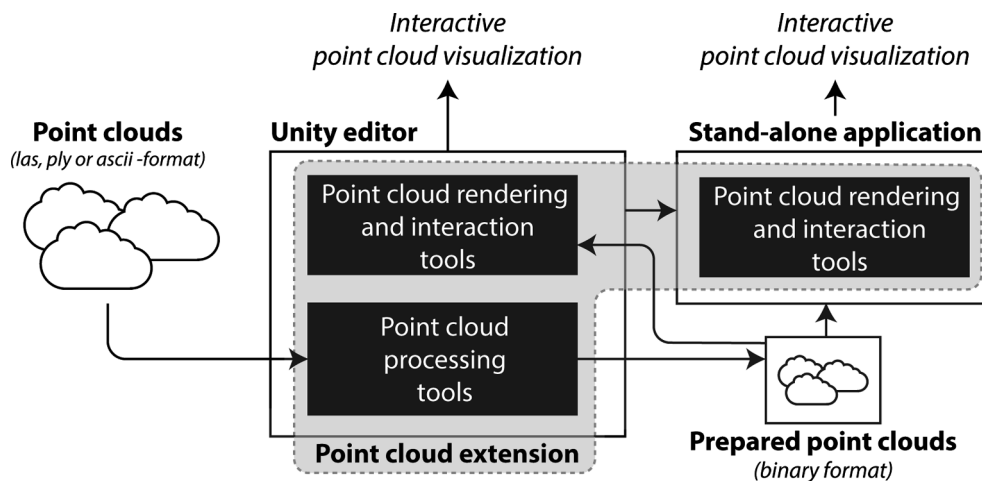 Interactive
point cloud visualization
Interactive
point cloud visualization
Point clouds
(las, ply or ascii -format)
Unity editor
Stand-alone application
Point cloud rendering
and interaction
tools
Point cloud rendering
and interaction
tools
Point cloud
processing
tools
Point cloud extension
Prepared point clouds
(binary format)